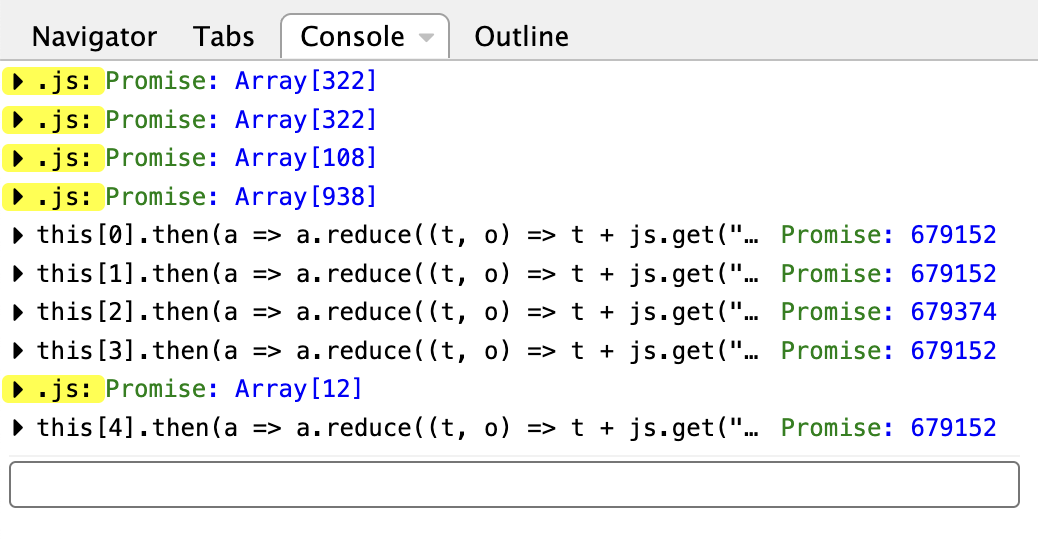 Navigator Tabs Console Outline
.js: Promise: Array[322]
.js: Promise: Array[322]
.js: Promise: Array[108]
.js: Promise: Array[938]
this[0].then(a => a.reduce((t, o) => t + js.get("… Promise: 679152
this[1].then(a => a.reduce((t, o) => t + js.get("… Promise: 679152
this[2].then(a => a.reduce((t, o) => t + js.get("… Promise: 679374
this[3].then(a => a.reduce((t, o) => t + js.get("… Promise: 679152
.js: Promise: Array[12]
this[4].then(a => a.reduce((t, o) => t + js.get("… Promise: 679152